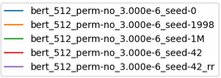 bert_512_perm-no_3.000e-6_seed-0
bert_512_perm-no_3.000e-6_seed-1998
bert_512_perm-no_3.000e-6_seed-1M
bert_512_perm-no_3.000e-6_seed-42
bert_512_perm-no_3.000e-6_seed-42_rr